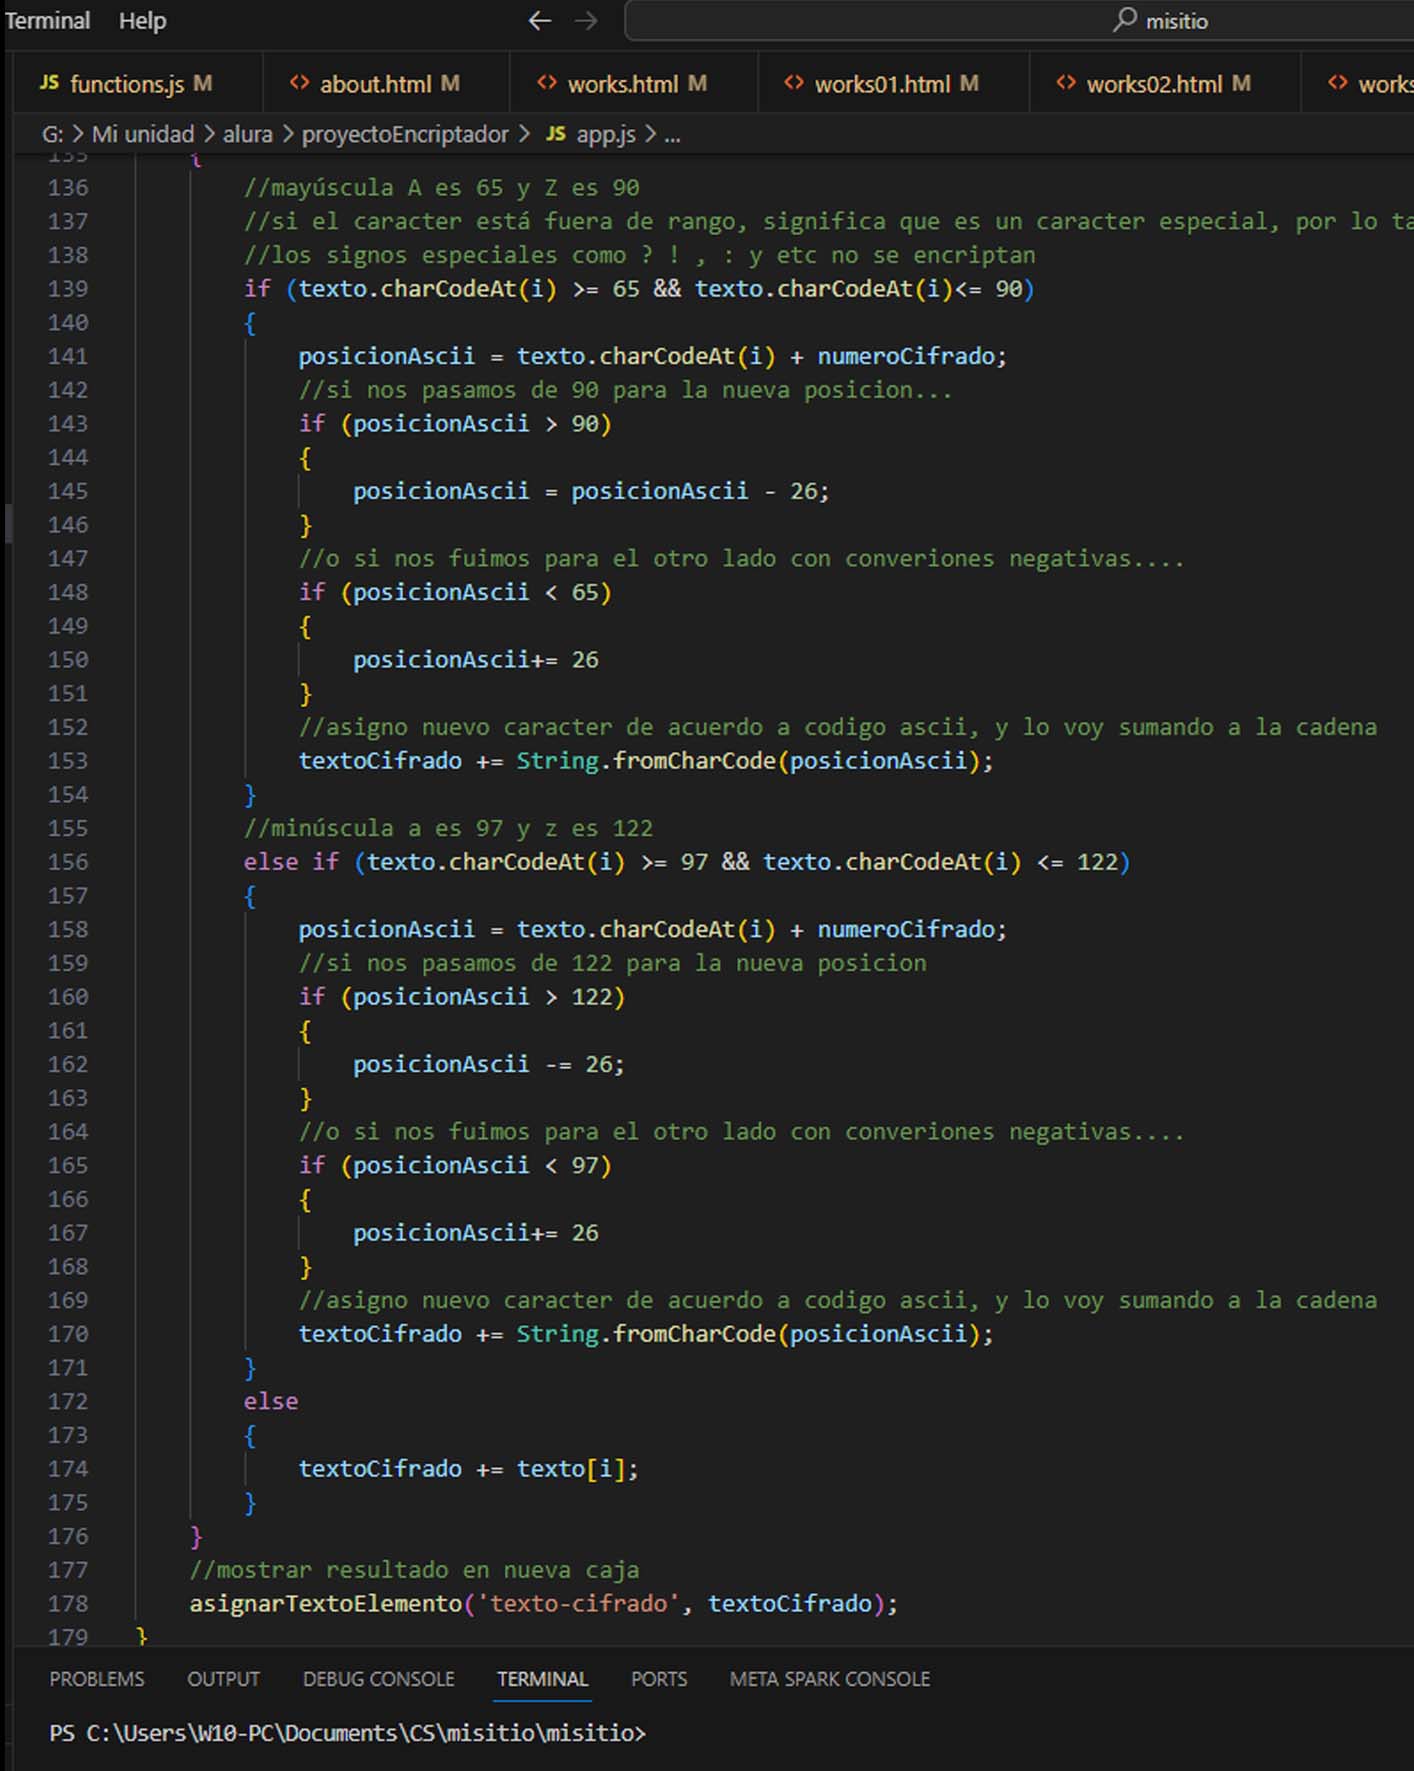 Terminal Help misitio
JS functions.js M <> about.html M <> works.html M <> works01.html M <> works02.html M <> works
G: > Mi unidad > alura > proyectoEncriptador > JS app.js > ...
135 {
136 //mayúscula A es 65 y Z es 90
137 //si el caracter está fuera de rango, significa que es un caracter especial, por lo ta
138 //los signos especiales como ? ! , : y etc no se encriptan
139 if (texto.charCodeAt(i) >= 65 && texto.charCodeAt(i)<= 90)
140 {
141 posicionAscii = texto.charCodeAt(i) + numeroCifrado;
142 //si nos pasamos de 90 para la nueva posicion...
143 if (posicionAscii > 90)
144 {
145 posicionAscii = posicionAscii - 26;
146 }
147 //o si nos fuimos para el otro lado con converiones negativas....
148 if (posicionAscii < 65)
149 {
150 posicionAscii+= 26
151 }
152 //asigno nuevo caracter de acuerdo a codigo ascii, y lo voy sumando a la cadena
153 textoCifrado += String.fromCharCode(posicionAscii);
154 }
155 //minúscula a es 97 y z es 122
156 else if (texto.charCodeAt(i) >= 97 && texto.charCodeAt(i) <= 122)
157 {
158 posicionAscii = texto.charCodeAt(i) + numeroCifrado;
159 //si nos pasamos de 122 para la nueva posicion
160 if (posicionAscii > 122)
161 {
162 posicionAscii -= 26;
163 }
164 //o si nos fuimos para el otro lado con converiones negativas....
165 if (posicionAscii < 97)
166 {
167 posicionAscii+= 26
168 }
169 //asigno nuevo caracter de acuerdo a codigo ascii, y lo voy sumando a la cadena
170 textoCifrado += String.fromCharCode(posicionAscii);
171 }
172 else
173 {
174 textoCifrado += texto[i];
175 }
176 }
177 //mostrar resultado en nueva caja
178 asignarTextoElemento('texto-cifrado', textoCifrado);
179 }
PROBLEMS OUTPUT DEBUG CONSOLE TERMINAL PORTS META SPARK CONSOLE
PS C:\Users\W10-PC\Documents\CS\misitio\misitio>